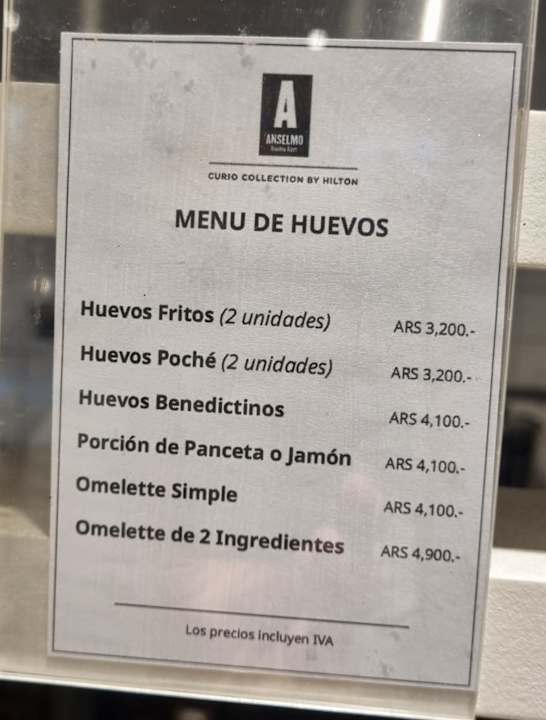 A
ANSELMO
Buenos Aires
CURIO COLLECTION BY HILTON
MENU DE HUEVOS
Huevos Fritos (2 unidades) ARS 3,200.-
Huevos Poché (2 unidades) ARS 3,200.-
Huevos Benedictinos ARS 4,100.-
Porción de Panceta o Jamón ARS 4,100.-
Omelette Simple ARS 4,100.-
Omelette de 2 Ingredientes ARS 4,900.-
Los precios incluyen IVA